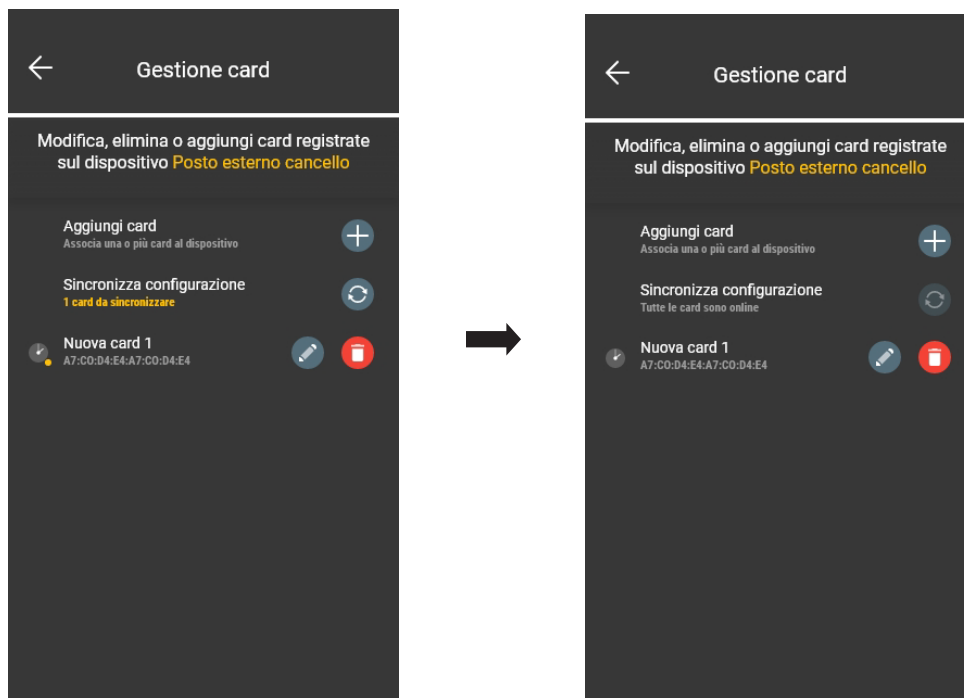 Gestione card
Modifica, elimina o aggiungi card registrate
sul dispositivo Posto esterno cancello
Aggiungi card
Associa una o più card al dispositivo
Sincronizza configurazione
1 card da sincronizzare
Nuova card 1
A7:C0:D4:E4:A7:C0:D4:E4
Gestione card
Modifica, elimina o aggiungi card registrate
sul dispositivo Posto esterno cancello
Aggiungi card
Associa una o più card al dispositivo
Sincronizza configurazione
Tutte le card sono online
Nuova card 1
A7:C0:D4:E4:A7:C0:D4:E4